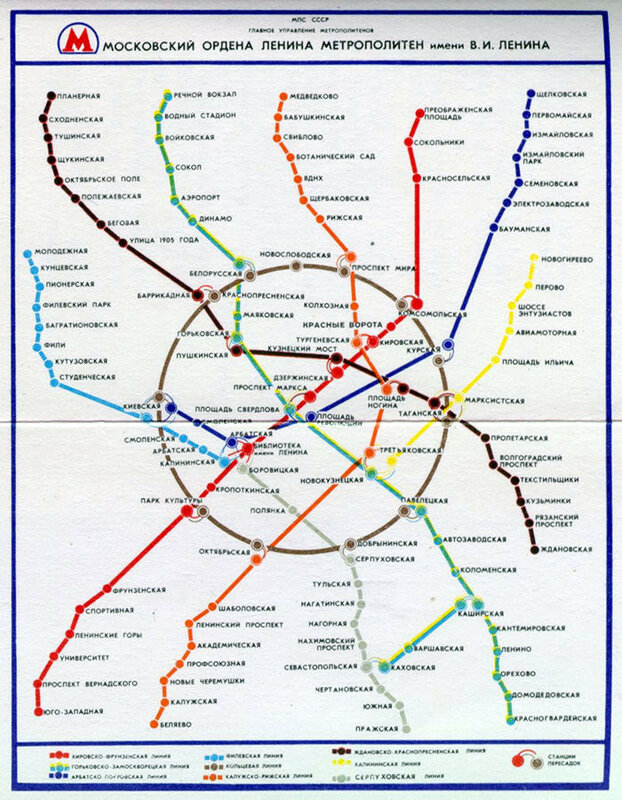 МПС СССР
ГЛАВНОЕ УПРАВЛЕНИЕ МЕТРОПОЛИТЕНОВ
М
МОСКОВСКИЙ ОРДЕНА ЛЕНИНА МЕТРОПОЛИТЕН имени В.И. ЛЕНИНА
ПЛАНЕРНАЯ
СХОДНЕНСКАЯ
ТУШИНСКАЯ
ЩУКИНСКАЯ
ОКТЯБРЬСКОЕ ПОЛЕ
ПОЛЕЖАЕВСКАЯ
БЕГОВАЯ
УЛИЦА 1905 ГОДА
БАРРИКАДНАЯ
РЕЧНОЙ ВОКЗАЛ
ВОДНЫЙ СТАДИОН
ВОЙКОВСКАЯ
СОКОЛ
АЭРОПОРТ
ДИНАМО
БЕЛОРУССКАЯ
МЕДВЕДКОВО
БАБУШКИНСКАЯ
СВИБЛОВО
БОТАНИЧЕСКИЙ САД
ВДНХ
ЩЕРБАКОВСКАЯ
РИЖСКАЯ
ПРОСПЕКТ МИРА
ПРЕОБРАЖЕНСКАЯ
ПЛОЩАДЬ
СОКОЛЬНИКИ
КРАСНОСЕЛЬСКАЯ
КОМСОМОЛЬСКАЯ
ЩЕЛКОВСКАЯ
ПЕРВОМАЙСКАЯ
ИЗМАЙЛОВСКАЯ
ИЗМАЙЛОВСКИЙ
ПАРК
СЕМЕНОВСКАЯ
ЭЛЕКТРОЗАВОДСКАЯ
БАУМАНСКАЯ
КУРСКАЯ
НОВОГИРЕЕВО
ПЕРОВО
ШОССЕ
ЭНТУЗИАСТОВ
АВИАМОТОРНАЯ
ПЛОЩАДЬ ИЛЬИЧА
МАРКСИСТСКАЯ
МОЛОДЕЖНАЯ
КУНЦЕВСКАЯ
ПИОНЕРСКАЯ
ФИЛЕВСКИЙ ПАРК
БАГРАТИОНОВСКАЯ
ФИЛИ
КУТУЗОВСКАЯ
СТУДЕНЧЕСКАЯ
КИЕВСКАЯ
НОВОСЛОБОДСКАЯ
КРАСНОПРЕСНЕНСКАЯ
МАЯКОВСКАЯ
ГОРЬКОВСКАЯ
ПУШКИНСКАЯ
КОЛХОЗНАЯ
КРАСНЫЕ ВОРОТА
ТУРГЕНЕВСКАЯ
КИРОВСКАЯ
КУЗНЕЦКИЙ МОСТ
ДЗЕРЖИНСКАЯ
ПРОСПЕКТ МАРКСА
ПЛОЩАДЬ СВЕРДЛОВА
ПЛОЩАДЬ
РЕВОЛЮЦИИ
ПЛОЩАДЬ
НОГИНА
ТАГАНСКАЯ
СМОЛЕНСКАЯ
АРБАТСКАЯ
СМОЛЕНСКАЯ
АРБАТСКАЯ
КАЛИНИНСКАЯ
БИБЛИОТЕКА
ИМЕНИ ЛЕНИНА
БОРОВИЦКАЯ
КРОПОТКИНСКАЯ
ПАРК КУЛЬТУРЫ
ПОЛЯНКА
ТРЕТЬЯКОВСКАЯ
НОВОКУЗНЕЦКАЯ
ПАВЕЛЕЦКАЯ
ДОБРЫНИНСКАЯ
СЕРПУХОВСКАЯ
ОКТЯБРЬСКАЯ
ПРОЛЕТАРСКАЯ
ВОЛГОГРАДСКИЙ
ПРОСПЕКТ
ТЕКСТИЛЬЩИКИ
КУЗЬМИНКИ
РЯЗАНСКИЙ
ПРОСПЕКТ
ЖДАНОВСКАЯ
АВТОЗАВОДСКАЯ
КОЛОМЕНСКАЯ
КАШИРСКАЯ
КАНТЕМИРОВСКАЯ
ЛЕНИНО
ОРЕХОВО
ДОМОДЕДОВСКАЯ
КРАСНОГВАРДЕЙСКАЯ
ВАРШАВСКАЯ
КАХОВСКАЯ
ТУЛЬСКАЯ
НАГАТИНСКАЯ
НАГОРНАЯ
НАХИМОВСКИЙ
ПРОСПЕКТ
СЕВАСТОПОЛЬСКАЯ
ЧЕРТАНОВСКАЯ
ЮЖНАЯ
ПРАЖСКАЯ
ФРУНЗЕНСКАЯ
СПОРТИВНАЯ
ЛЕНИНСКИЕ ГОРЫ
УНИВЕРСИТЕТ
ПРОСПЕКТ ВЕРНАДСКОГО
ЮГО-ЗАПАДНАЯ
ШАБОЛОВСКАЯ
ЛЕНИНСКИЙ ПРОСПЕКТ
АКАДЕМИЧЕСКАЯ
ПРОФСОЮЗНАЯ
НОВЫЕ ЧЕРЕМУШКИ
КАЛУЖСКАЯ
БЕЛЯЕВО
КИРОВСКО-ФРУНЗЕНСКАЯ ЛИНИЯ
ГОРЬКОВСКО-ЗАМОСКВОРЕЦКАЯ ЛИНИЯ
АРБАТСКО-ПОКРОВСКАЯ ЛИНИЯ
ФИЛЕВСКАЯ ЛИНИЯ
КОЛЬЦЕВАЯ ЛИНИЯ
КАЛУЖСКО-РИЖСКАЯ ЛИНИЯ
ЖДАНОВСКО-КРАСНОПРЕСНЕНСКАЯ ЛИНИЯ
КАЛИНИНСКАЯ ЛИНИЯ
СЕРПУХОВСКАЯ ЛИНИЯ
СТАНЦИИ
ПЕРЕСАДОК